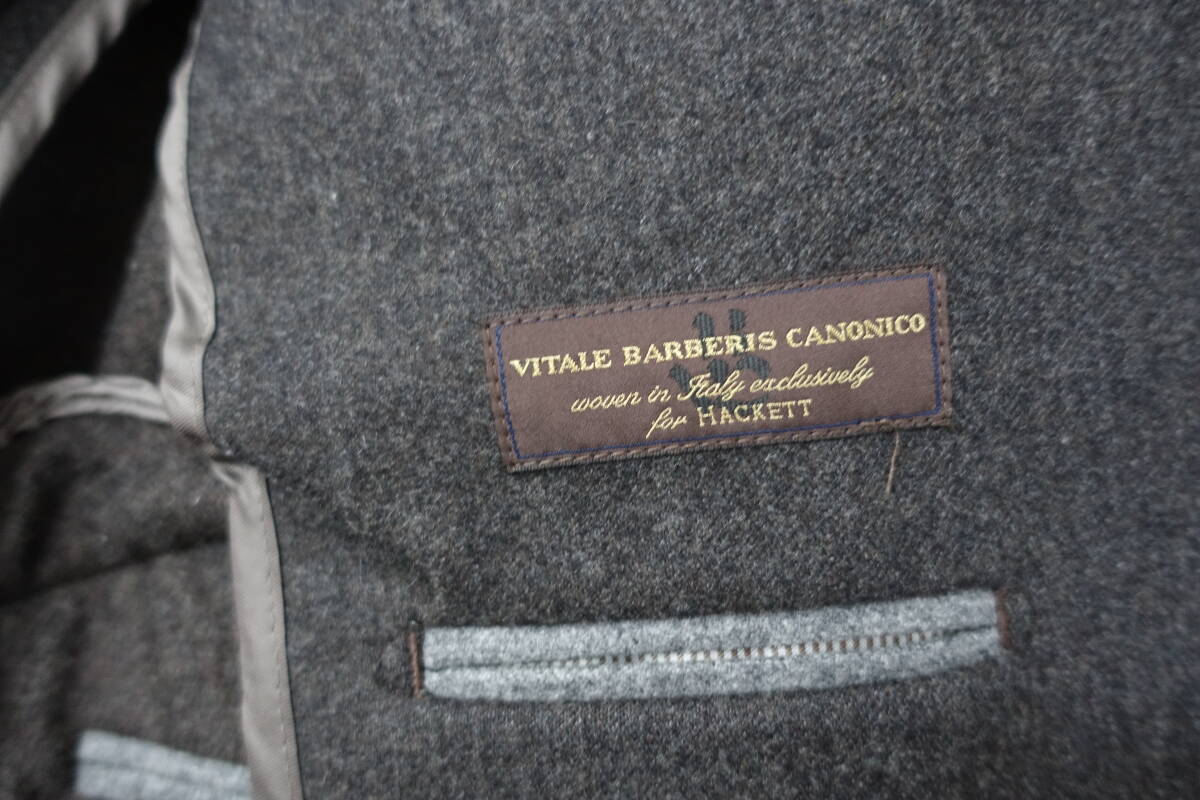 VITALE BARBERIS CANONICO
woven in Italy exclusively
for HACKETT